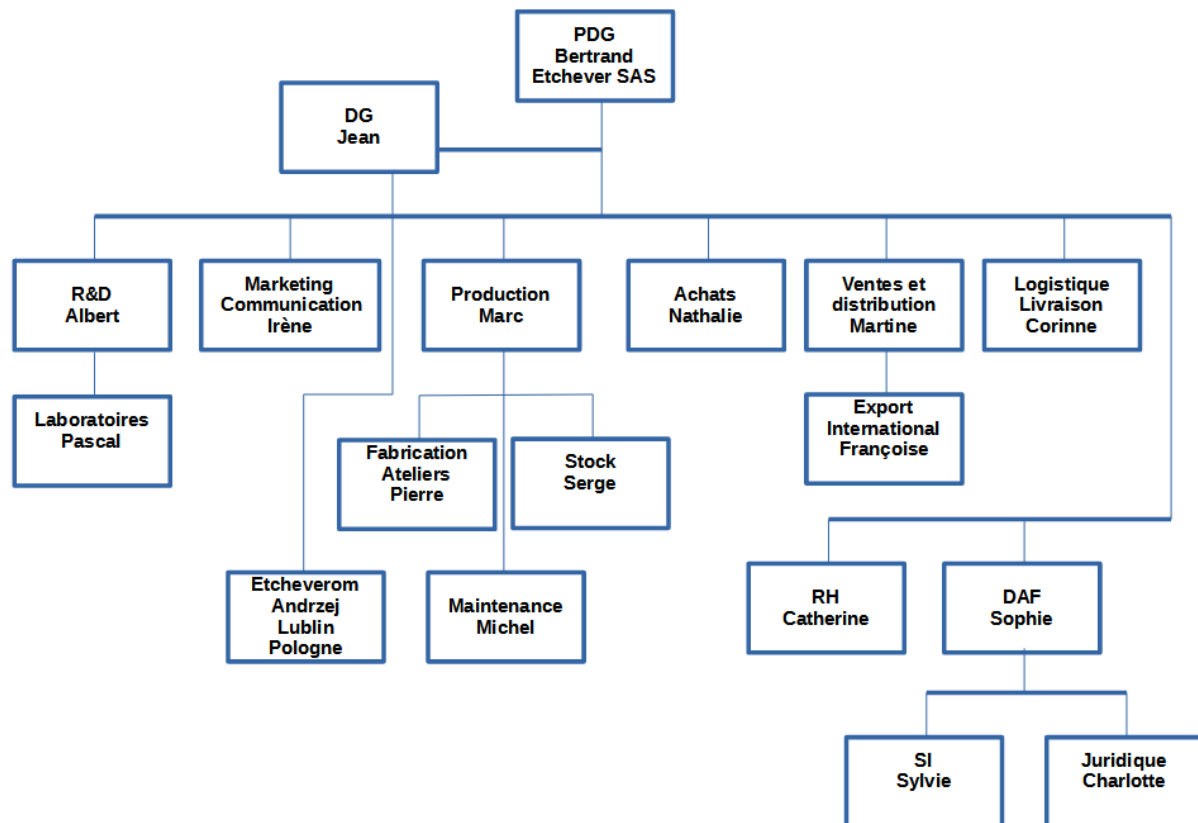 PDG
Bertrand
Etchever SAS
DG
Jean
R&D
Albert
Marketing
Communication
Irène
Production
Marc
Achats
Nathalie
Ventes et
distribution
Martine
Logistique
Livraison
Corinne
Laboratoires
Pascal
Fabrication
Ateliers
Pierre
Stock
Serge
Export
International
Françoise
Etcheverom
Andrzej
Lublin
Pologne
Maintenance
Michel
RH
Catherine
DAF
Sophie
SI
Sylvie
Juridique
Charlotte